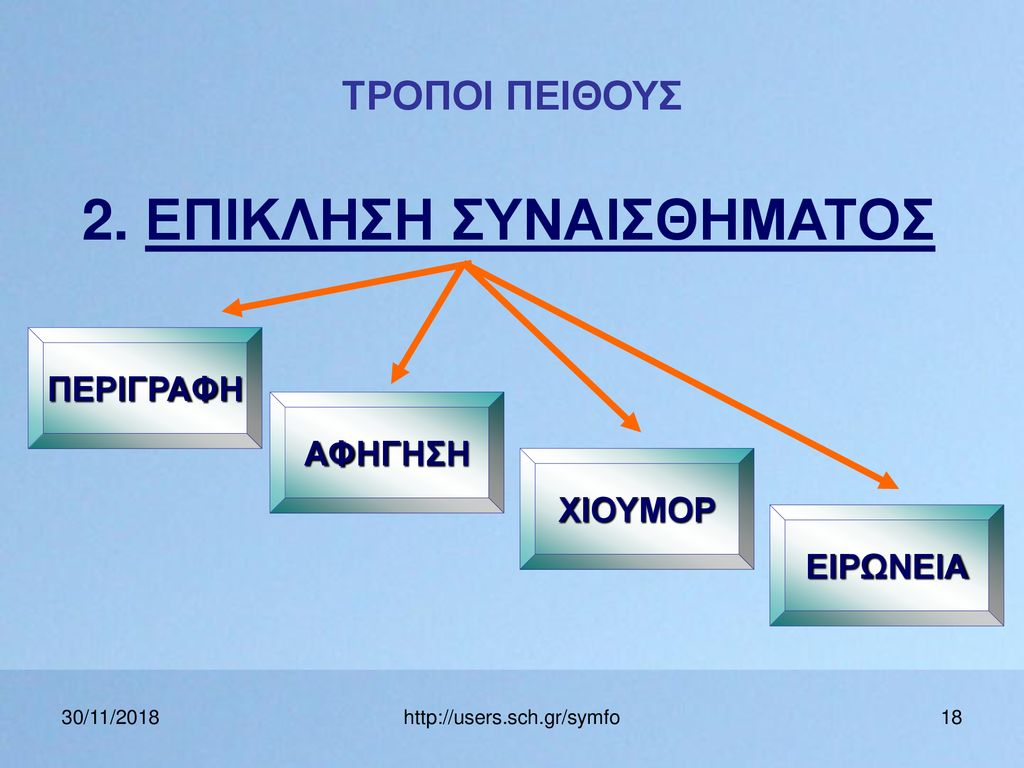 ΤΡΟΠΟΙ ΠΕΙΘΟΥΣ
2. ΕΠΙΚΛΗΣΗ ΣΥΝΑΙΣΘΗΜΑΤΟΣ
ΠΕΡΙΓΡΑΦΗ
ΑΦΗΓΗΣΗ
ΧΙΟΥΜΟΡ
ΕΙΡΩΝΕΙΑ
30/11/2018
http://users.sch.gr/symfo
18